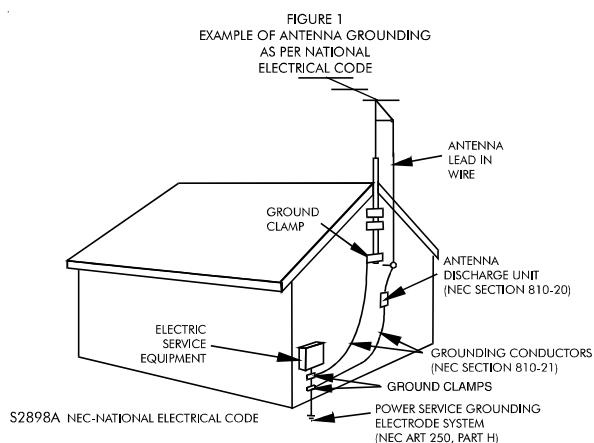 FIGURE 1
EXAMPLE OF ANTENNA GROUNDING
AS PER NATIONAL
ELECTRICAL CODE
ANTENNA
LEAD IN
WIRE
GROUND
CLAMP
ANTENNA
DISCHARGE UNIT
(NEC SECTION 810-20)
ELECTRIC
SERVICE
EQUIPMENT
GROUNDING CONDUCTORS
(NEC SECTION 810-21)
GROUND CLAMPS
POWER SERVICE GROUNDING
ELECTRODE SYSTEM
(NEC ART 250, PART H)
S2898A NEC-NATIONAL ELECTRICAL CODE